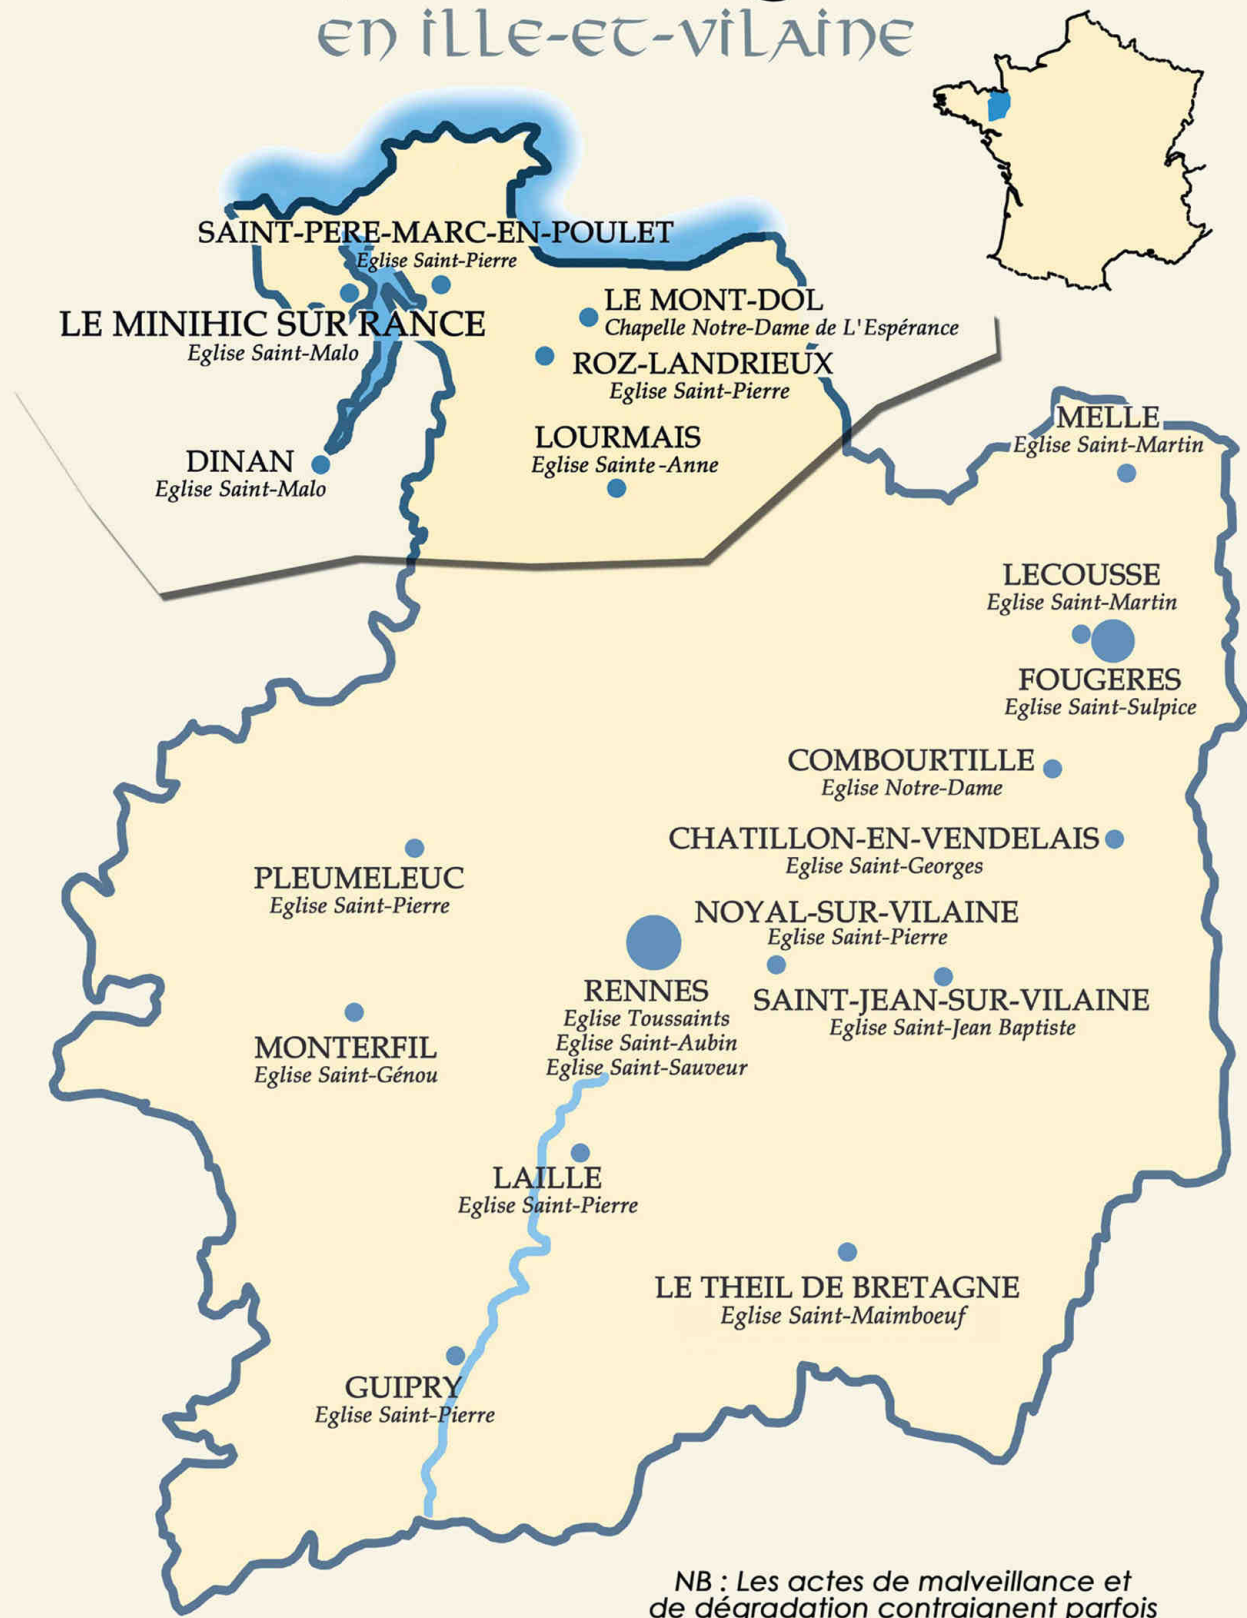 en ille-et-vilaine
SAINT-PERE-MARC-EN-POULET
Eglise Saint-Pierre
LE MONT-DOL
Chapelle Notre-Dame de L'Espérance
LE MINIHIC SUR RANCE
Eglise Saint-Malo
ROZ-LANDRIEUX
Eglise Saint-Pierre
LOURMAIS
Eglise Sainte-Anne
DINAN
Eglise Saint-Malo
MELLE
Eglise Saint-Martin
LECOUSSE
Eglise Saint-Martin
FOUGERES
Eglise Saint-Sulpice
COMBOURTILLE
Eglise Notre-Dame
CHATILLON-EN-VENDELAIS
Eglise Saint-Georges
PLEUMELEUC
Eglise Saint-Pierre
NOYAL-SUR-VILAINE
Eglise Saint-Pierre
RENNES
Eglise Toussaints
Eglise Saint-Aubin
Eglise Saint-Sauveur
SAINT-JEAN-SUR-VILAINE
Eglise Saint-Jean Baptiste
MONTERFIL
Eglise Saint-Génou
LAILLE
Eglise Saint-Pierre
LE THEIL DE BRETAGNE
Eglise Saint-Maimboeuf
GUIPRY
Eglise Saint-Pierre
NB : Les actes de malveillance et
de dégradation contraignent parfois